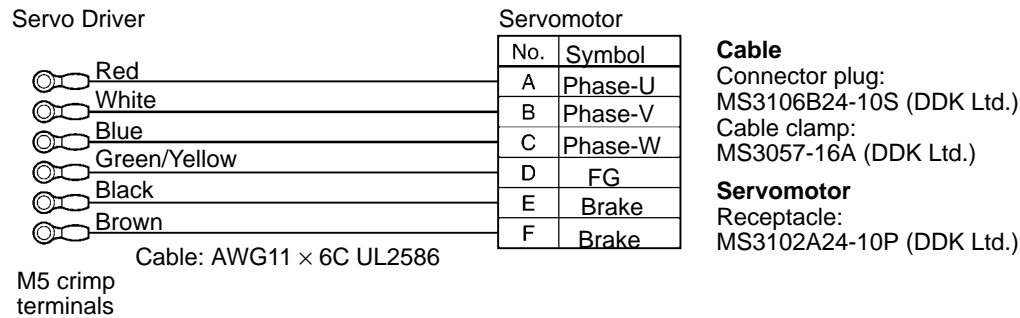 Servo Driver
Servomotor
No. Symbol
Red A Phase-U
White B Phase-V
Blue C Phase-W
Green/Yellow D FG
Black E Brake
Brown F Brake
Cable: AWG11 × 6C UL2586
M5 crimp
terminals
Cable
Connector plug:
MS3106B24-10S (DDK Ltd.)
Cable clamp:
MS3057-16A (DDK Ltd.)
Servomotor
Receptacle:
MS3102A24-10P (DDK Ltd.)